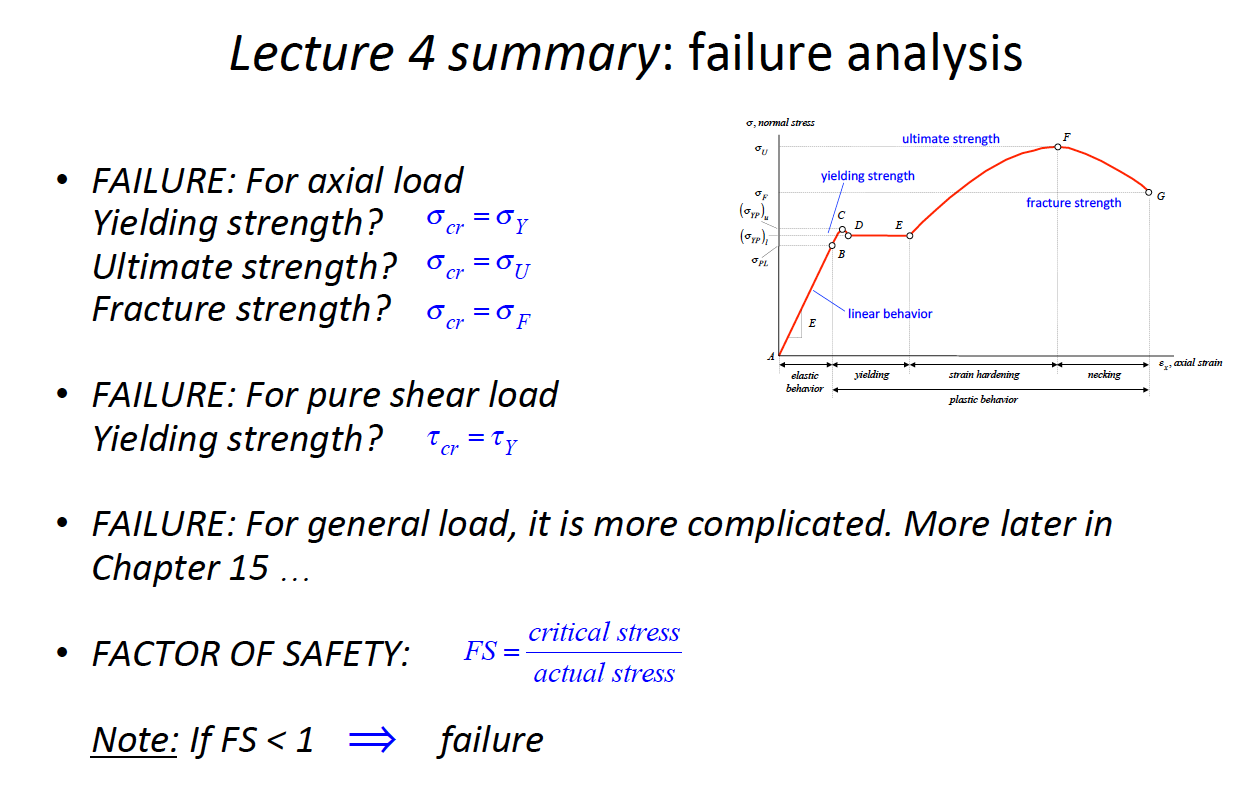 Lecture 4 summary: failure analysis
• FAILURE: For axial load
Yielding strength? σcr = σY
Ultimate strength? σcr = σU
Fracture strength? σcr = σF
• FAILURE: For pure shear load
Yielding strength? τcr = τY
• FAILURE: For general load, it is more complicated. More later in
Chapter 15 …
• FACTOR OF SAFETY: FS = critical stress / actual stress
Note: If FS < 1 ⇒ failure
σ, normal stress
σU
σF
(σYP)u
(σYP)l
σPL
ultimate strength
F
yielding strength
fracture strength
G
C
D
E
B
linear behavior
E
A
εx, axial strain
elastic
behavior
yielding
strain hardening
necking
plastic behavior